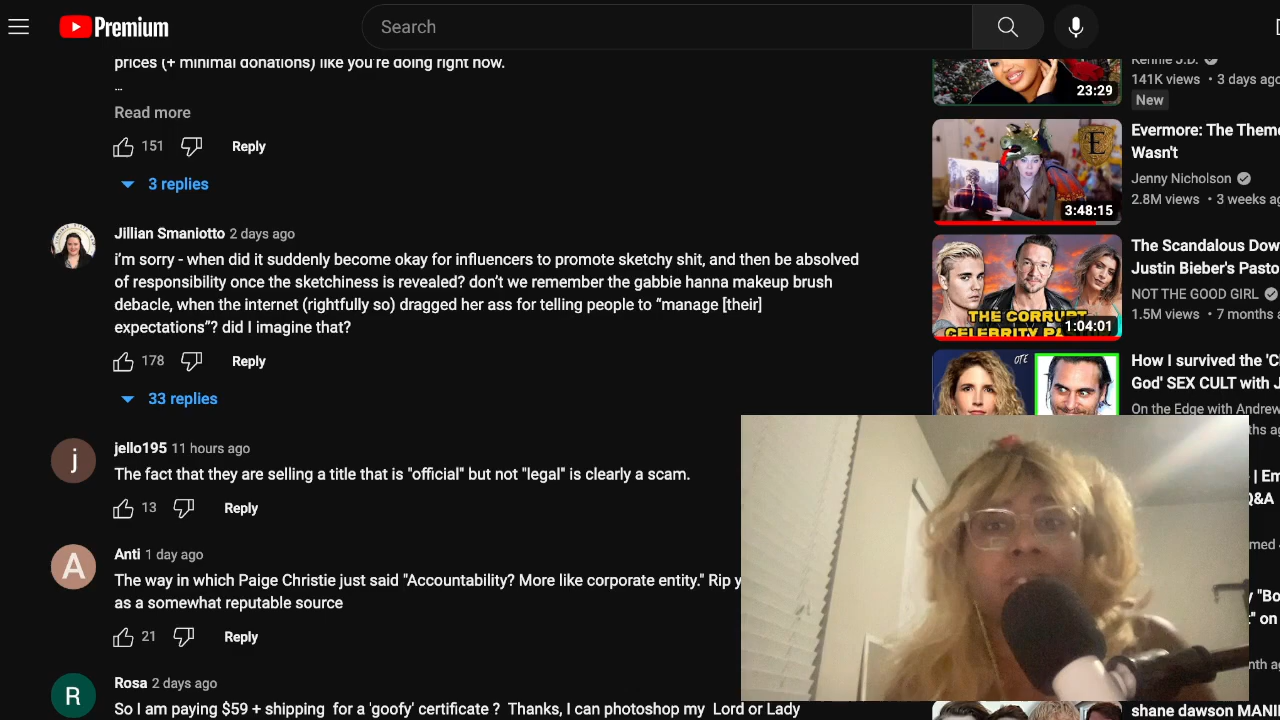 Premium
Search
prices (+ minimal donations) like you're doing right now.
...
Read more
151
Reply
3 replies
Jillian Smaniotto 2 days ago
i'm sorry - when did it suddenly become okay for influencers to promote sketchy shit, and then be absolved
of responsibility once the sketchiness is revealed? don't we remember the gabbie hanna makeup brush
debacle, when the internet (rightfully so) dragged her ass for telling people to “manage [their]
expectations”? did I imagine that?
178
Reply
33 replies
jello195 11 hours ago
The fact that they are selling a title that is "official" but not "legal" is clearly a scam.
13
Reply
A
Anti 1 day ago
The way in which Paige Christie just said "Accountability? More like corporate entity." Rip y
as a somewhat reputable source
21
Reply
R
Rosa 2 days ago
So I am paying $59 + shipping for a 'goofy' certificate ? Thanks, I can photoshop my Lord or Lady
j
Kennie J.D.
141K views • 3 days ago
New
23:29
Evermore: The Theme
Wasn't
Jenny Nicholson
2.8M views • 3 weeks ag
E
3:48:15
The Scandalous Dow
Justin Bieber's Pasto
NOT THE GOOD GIRL
1.5M views • 7 months a
THE CORRUPT
CELEBRITY PA
1:04:01
How I survived the 'C
God' SEX CULT with J
On the Edge with Andrew
ths ag
OTE
| Em
Q&A
med
y "Bo
t" on
nth ag
shane dawson MANI